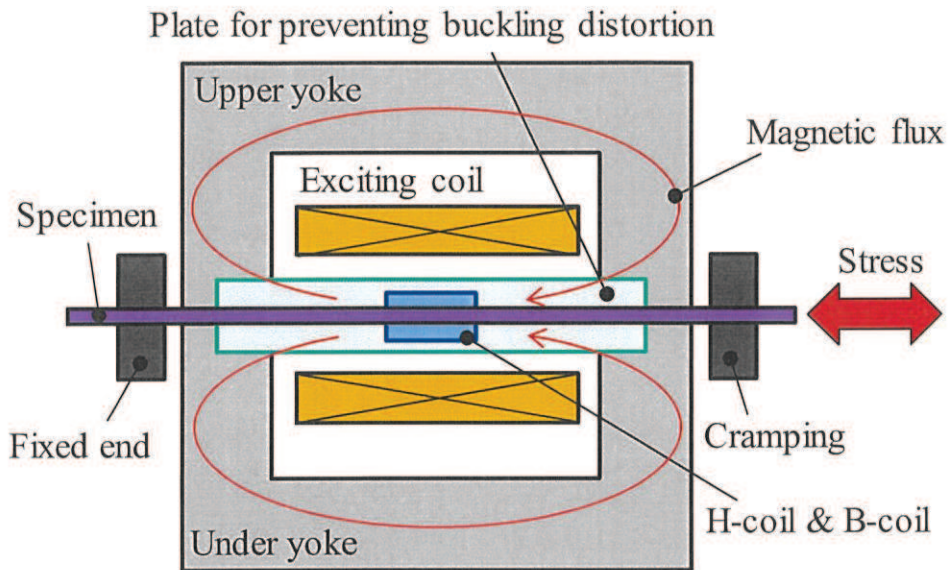 Plate for preventing buckling distortion
Upper yoke
Magnetic flux
Exciting coil
Specimen
Stress
Fixed end
Cramping
H-coil & B-coil
Under yoke